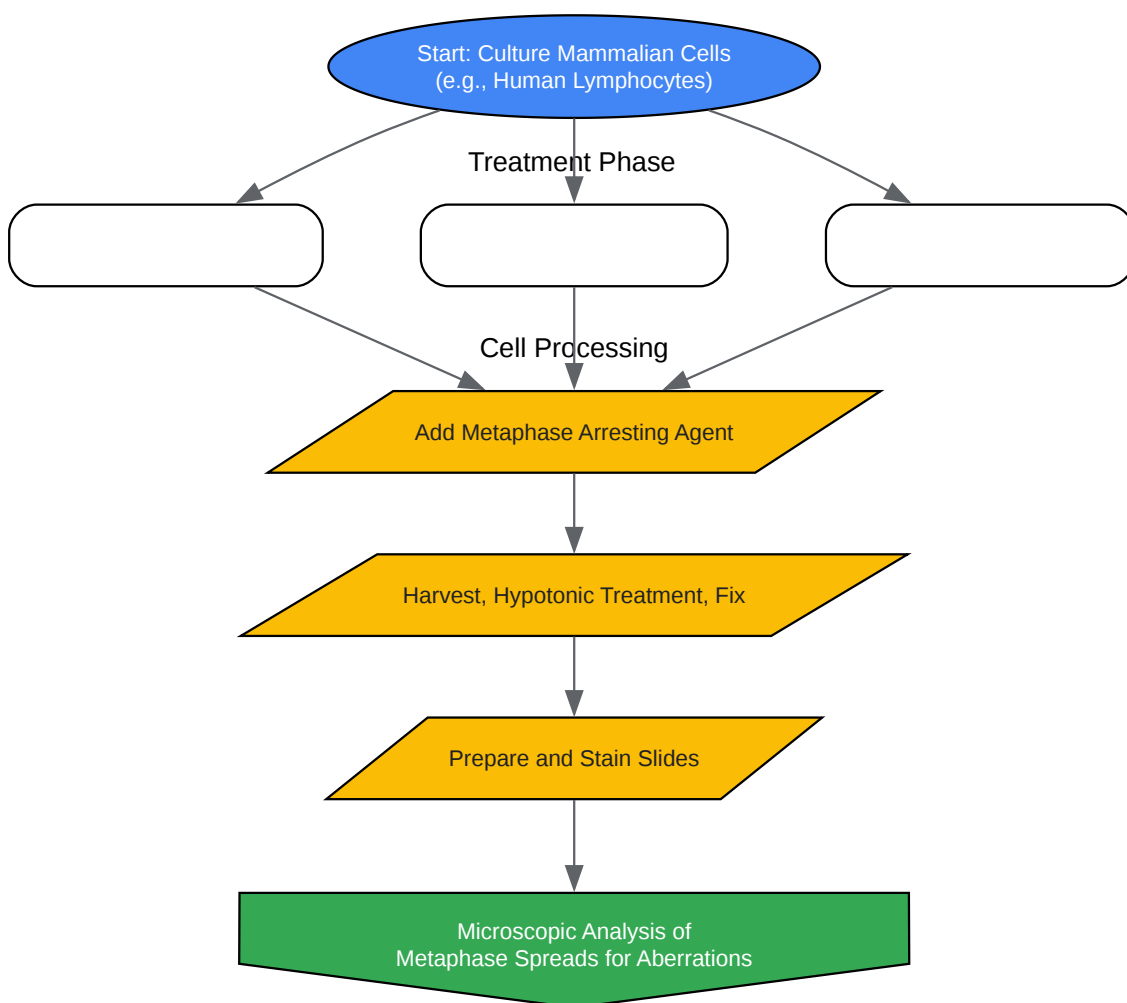 Start: Culture Mammalian Cells
(e.g., Human Lymphocytes)
Treatment Phase
Cell Processing
Add Metaphase Arresting Agent
Harvest, Hypotonic Treatment, Fix
Prepare and Stain Slides
Microscopic Analysis of
Metaphase Spreads for Aberrations